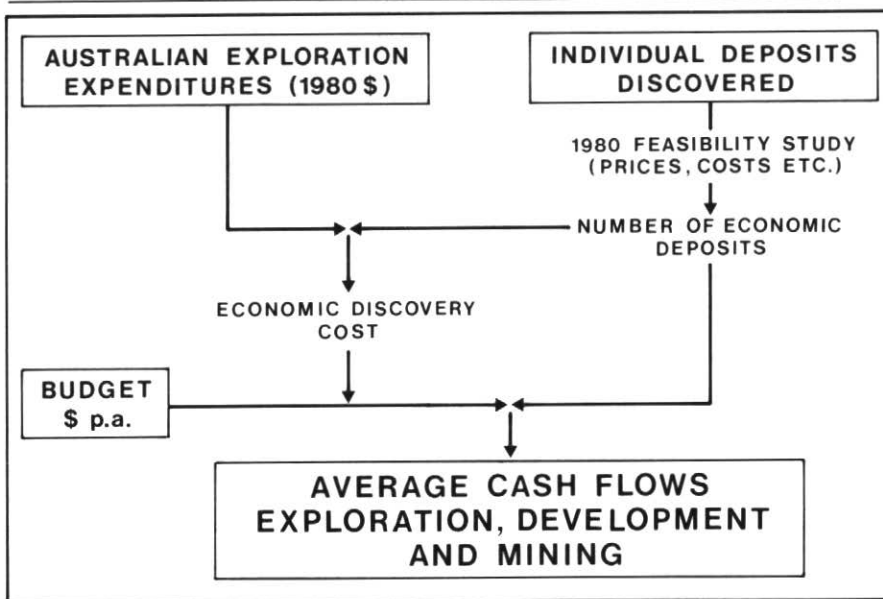 AUSTRALIAN EXPLORATION
EXPENDITURES (1980 $)
INDIVIDUAL DEPOSITS
DISCOVERED
1980 FEASIBILITY STUDY
(PRICES, COSTS ETC.)
NUMBER OF ECONOMIC
DEPOSITS
ECONOMIC DISCOVERY
COST
BUDGET
$ p.a.
AVERAGE CASH FLOWS
EXPLORATION, DEVELOPMENT
AND MINING